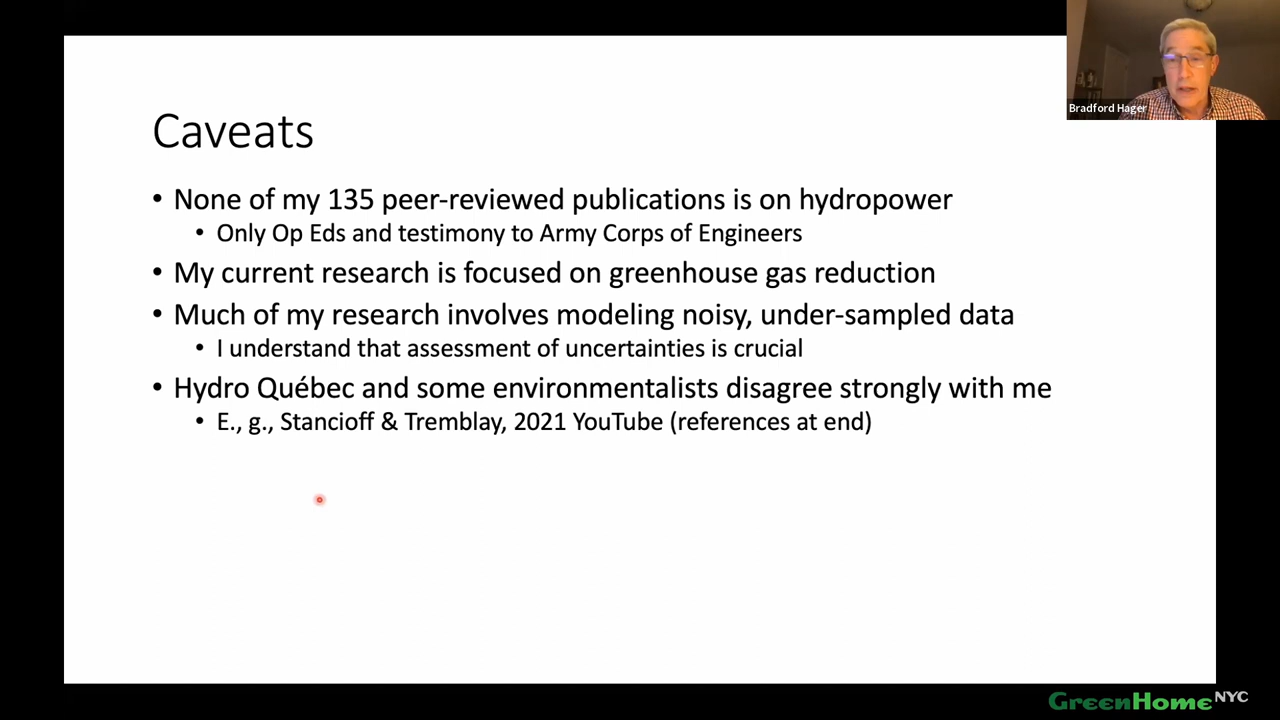 Bradford Hager
Caveats
• None of my 135 peer-reviewed publications is on hydropower
• Only Op Eds and testimony to Army Corps of Engineers
• My current research is focused on greenhouse gas reduction
• Much of my research involves modeling noisy, under-sampled data
• I understand that assessment of uncertainties is crucial
• Hydro Québec and some environmentalists disagree strongly with me
• E., g., Stancioff & Tremblay, 2021 YouTube (references at end)
GreenHomeNYC